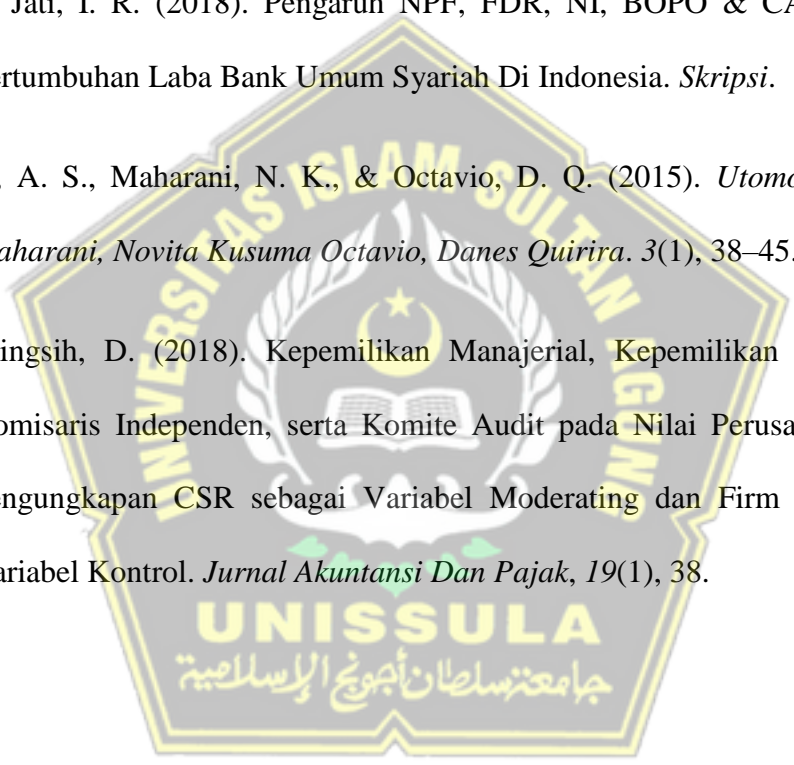 Jati, I. R. (2018). Pengaruh NPF, FDR, NI, BOPO & CA
ertumbuhan Laba Bank Umum Syariah Di Indonesia. Skripsi.
, A. S., Maharani, N. K., & Octavio, D. Q. (2015). Utomo
aharani, Novita Kusuma Octavio, Danes Quirira. 3(1), 38–45.
ingsih, D. (2018). Kepemilikan Manajerial, Kepemilikan
omisaris Independen, serta Komite Audit pada Nilai Perusa
engungkapan CSR sebagai Variabel Moderating dan Firm
ariabel Kontrol. Jurnal Akuntansi Dan Pajak, 19(1), 38.
UNIVERSITAS ISLAM SULTAN AGUNG
UNISSULA
جامعتنسلطان أجونج الإسلامية